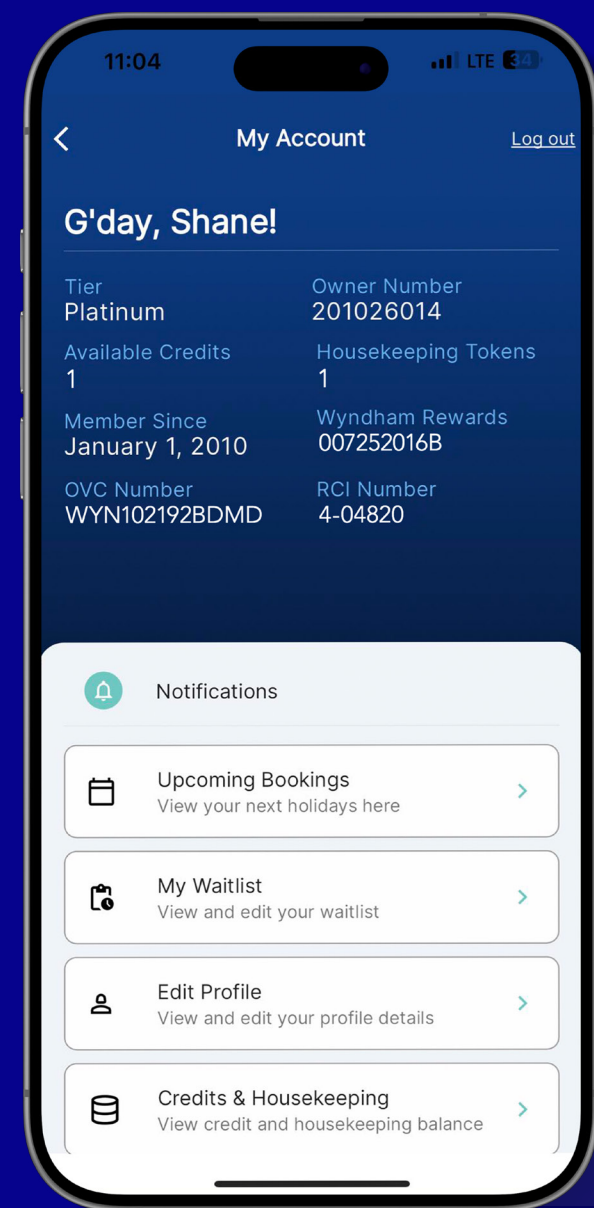 11:04 LTE 34
My Account Log out
G'day, Shane!
Tier Owner Number
Platinum 201026014
Available Credits Housekeeping Tokens
1 1
Member Since Wyndham Rewards
January 1, 2010 007252016B
OVC Number RCI Number
WYN102192BDMD 4-04820
Notifications
Upcoming Bookings
View your next holidays here
My Waitlist
View and edit your waitlist
Edit Profile
View and edit your profile details
Credits & Housekeeping
View credit and housekeeping balance